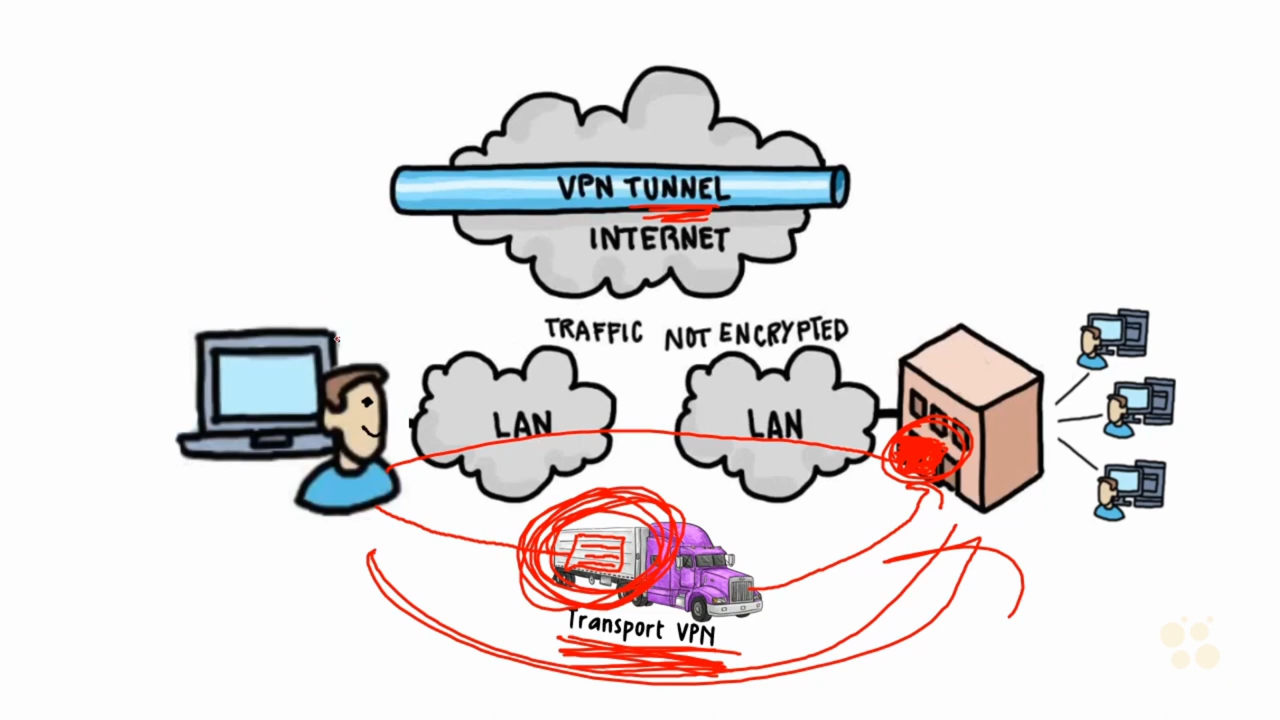 VPN TUNNEL
INTERNET
TRAFFIC NOT ENCRYPTED
LAN
LAN
Transport VPN